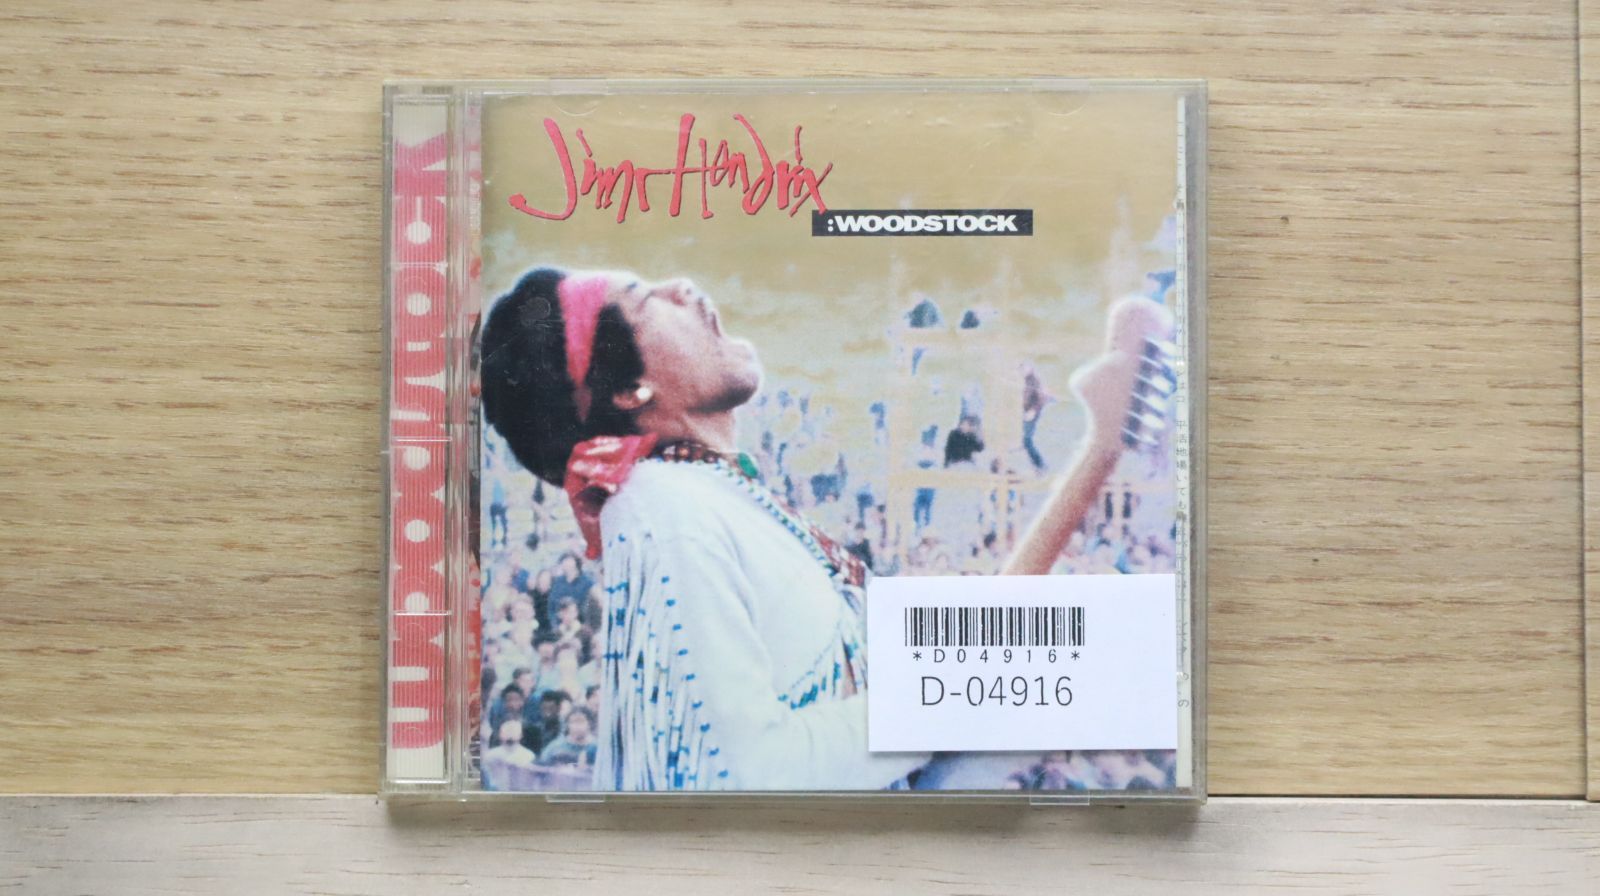 Jimi Hendrix
:WOODSTOCK
WOODSTOCK
*D04916*
D-04916